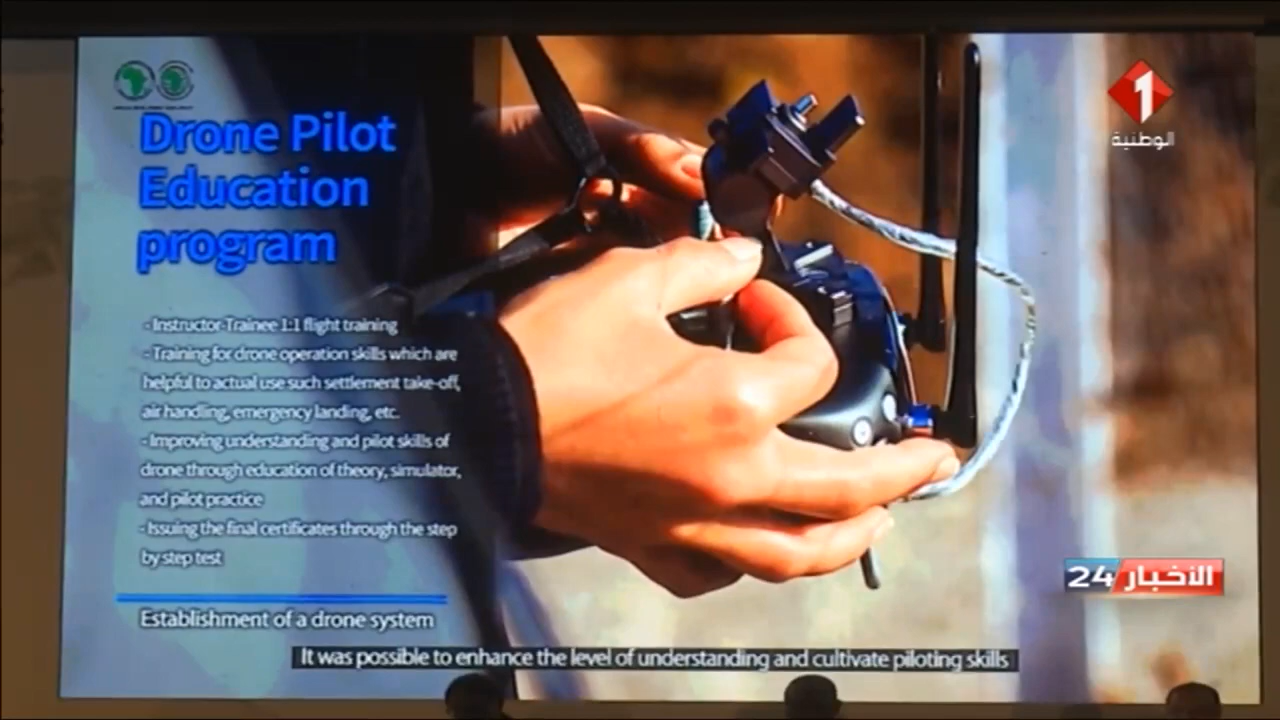 Drone Pilot
Education
program
- Instructor-Trainee 1:1 flight training
- Training for drone operation skills which are
helpful to actual use such settlement take-off,
air handling, emergency landing, etc.
- Improving understanding and pilot skills of
drone through education of theory, simulator,
and pilot practice
- Issuing the final certificates through the step
by step test
Establishment of a drone system
It was possible to enhance the level of understanding and cultivate piloting skills
1
الوطنية
الأخبار 24